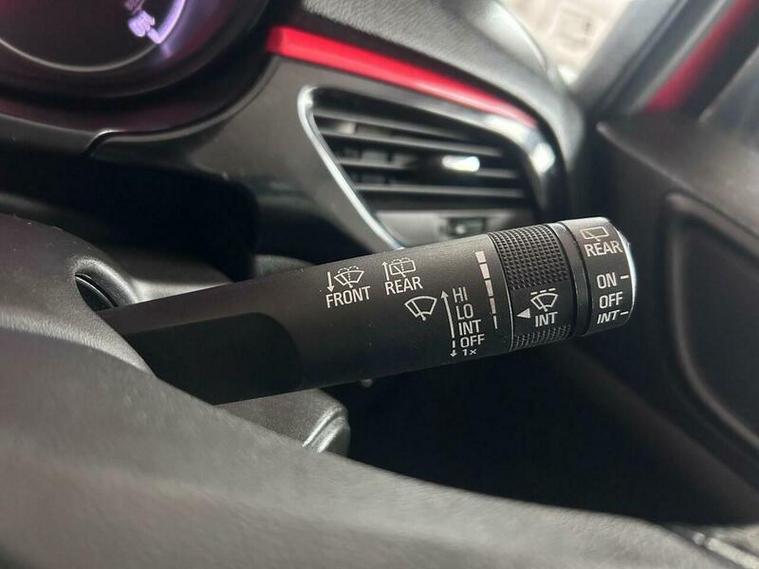 FRONT
REAR
HI
LO
INT
OFF
1x
INT
REAR
ON
OFF
INT